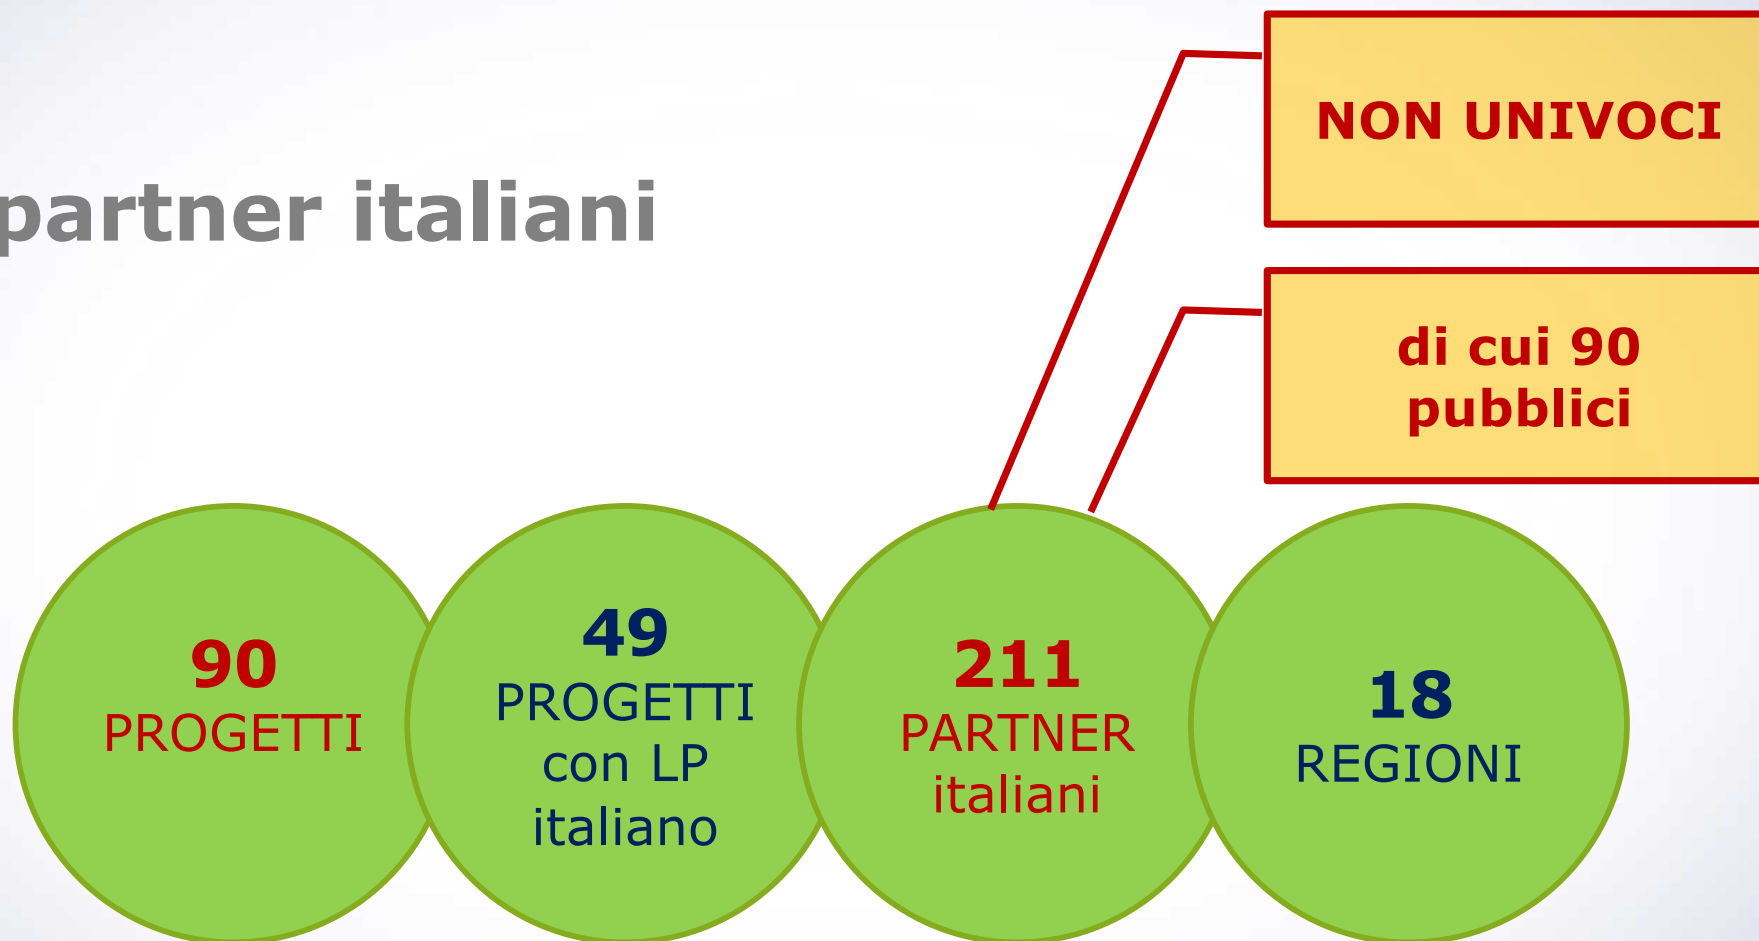 NON UNIVOCI
partner italiani
di cui 90
pubblici
90
PROGETTI
49
PROGETTI
con LP
italiano
211
PARTNER
italiani
18
REGIONI